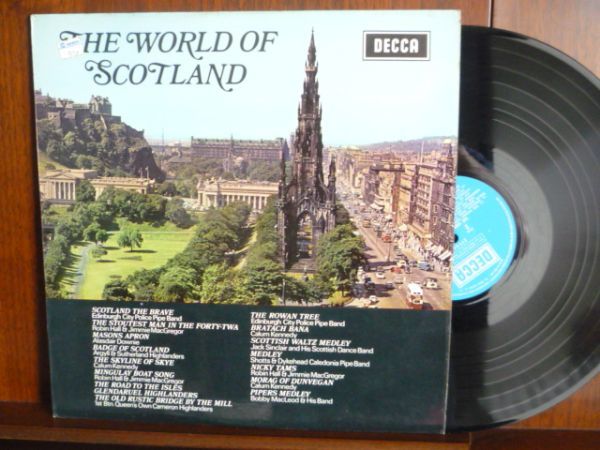 THE WORLD OF
SCOTLAND
DECCA
SCOTLAND THE BRAVE
Edinburgh City Police Pipe Band
THE STOUTEST MAN IN THE FORTY-TWA
Robin Hall & Jimmie MacGregor
MASONS APRON
Alasdair Downie
BADGE OF SCOTLAND
Argyll & Sutherland Highlanders
THE SKYLINE OF SKYE
Calum Kennedy
MINGULAY BOAT SONG
Robin Hall & Jimmie MacGregor
THE ROAD TO THE ISLES
GLENDARUEL HIGHLANDERS
THE OLD RUSTIC BRIDGE BY THE MILL
1st Btn. Queen's Own Cameron Highlanders
THE ROWAN TREE
Edinburgh City Police Pipe Band
BRATACH BANA
Calum Kennedy
SCOTTISH WALTZ MEDLEY
Jack Sinclair and His Scottish Dance Band
MEDLEY
Shotts & Dykehead Caledonia Pipe Band
NICKY TAMS
Robin Hall & Jimmie MacGregor
MORAG OF DUNVEGAN
Calum Kennedy
PIPERS MEDLEY
Bobby MacLeod & His Band
DECCA